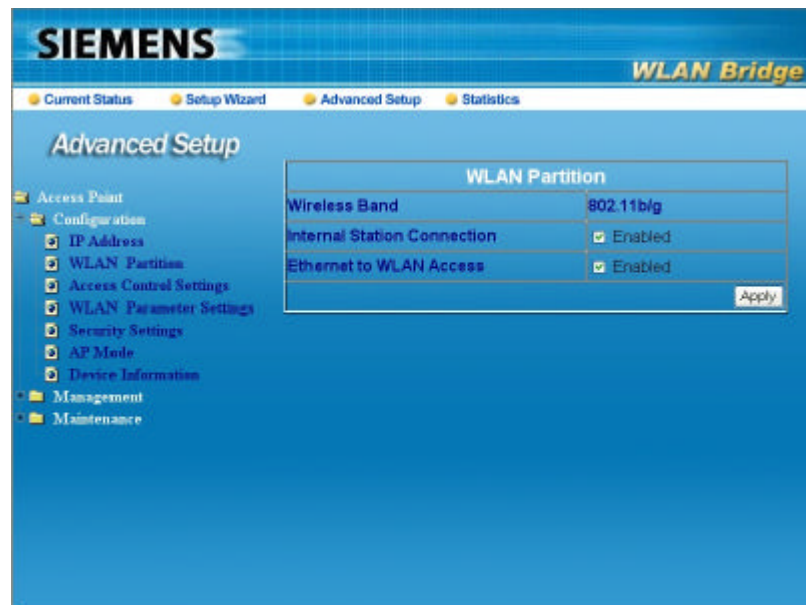 SIEMENS
WLAN Bridge
Current Status Setup Wizard Advanced Setup Statistics
Advanced Setup
Access Point
Configuration
IP Address
WLAN Partition
Access Control Settings
WLAN Parameter Settings
Security Settings
AP Mode
Device Information
Management
Maintenance
WLAN Partition
Wireless Band 802.11b/g
Internal Station Connection Enabled
Ethernet to WLAN Access Enabled
Apply